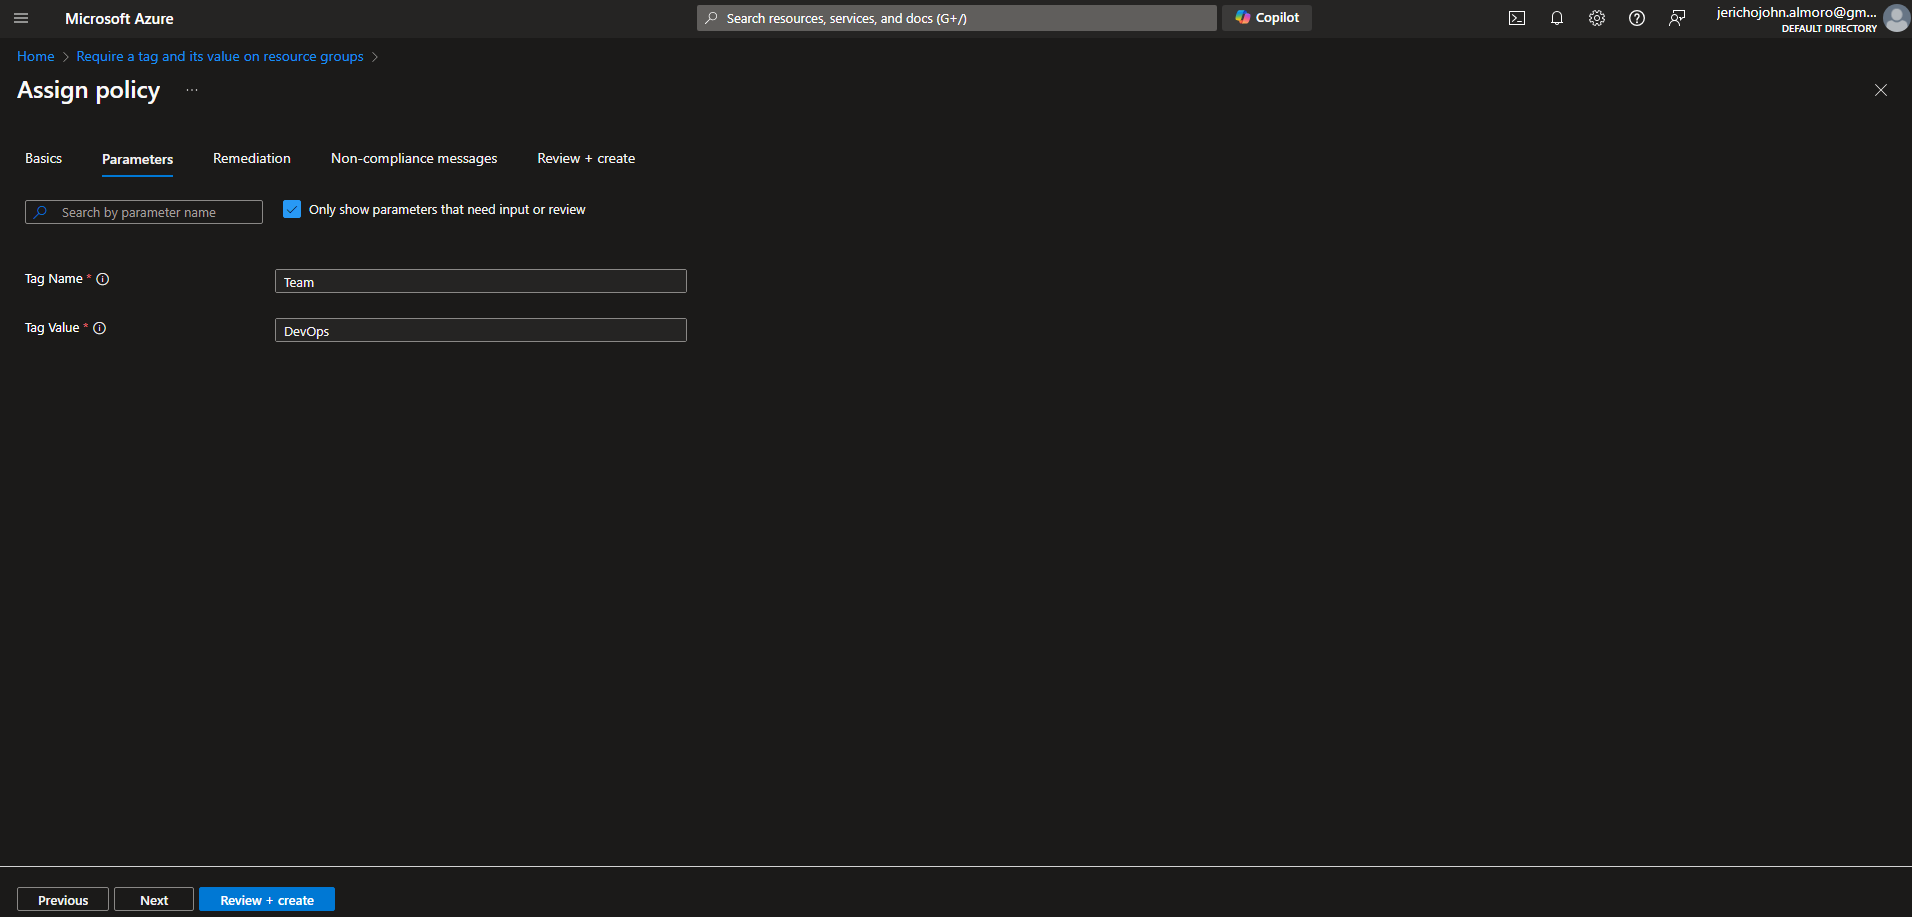 Microsoft Azure
Search resources, services, and docs (G+/)
Copilot
jerichojohn.almoro@gm...
DEFAULT DIRECTORY
Home > Require a tag and its value on resource groups >
Assign policy ...
Basics
Parameters
Remediation
Non-compliance messages
Review + create
Search by parameter name
Only show parameters that need input or review
Tag Name *
Team
Tag Value *
DevOps
Previous
Next
Review + create